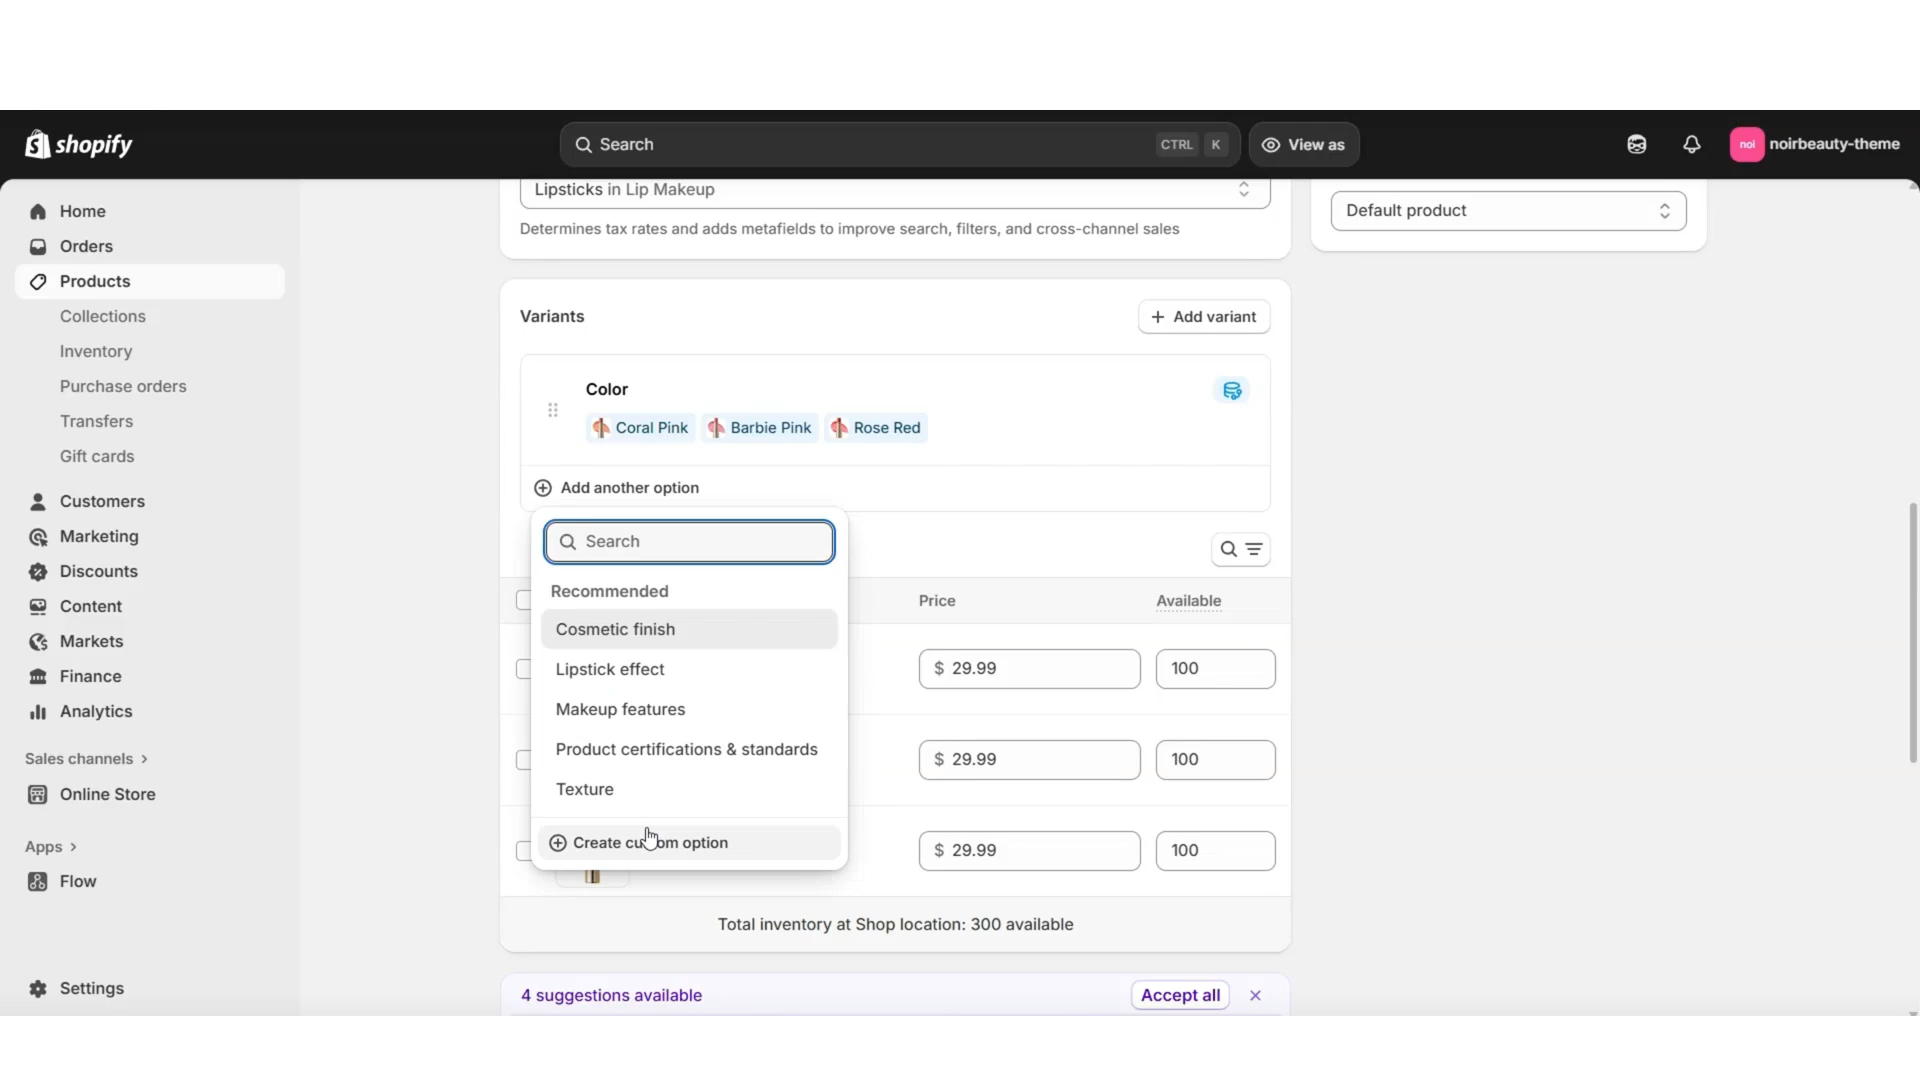 shopify
Search
CTRL K
View as
noi
noirbeauty-theme
Home
Orders
Products
Collections
Inventory
Purchase orders
Transfers
Gift cards
Customers
Marketing
Discounts
Content
Markets
Finance
Analytics
Sales channels
Online Store
Apps
Flow
Settings
Lipsticks in Lip Makeup
Determines tax rates and adds metafields to improve search, filters, and cross-channel sales
Default product
Variants
Add variant
Color
Coral Pink Barbie Pink Rose Red
Add another option
Search
Recommended
Cosmetic finish
Lipstick effect
Makeup features
Product certifications & standards
Texture
Create custom option
Price Available
$ 29.99 100
$ 29.99 100
$ 29.99 100
Total inventory at Shop location: 300 available
4 suggestions available
Accept all